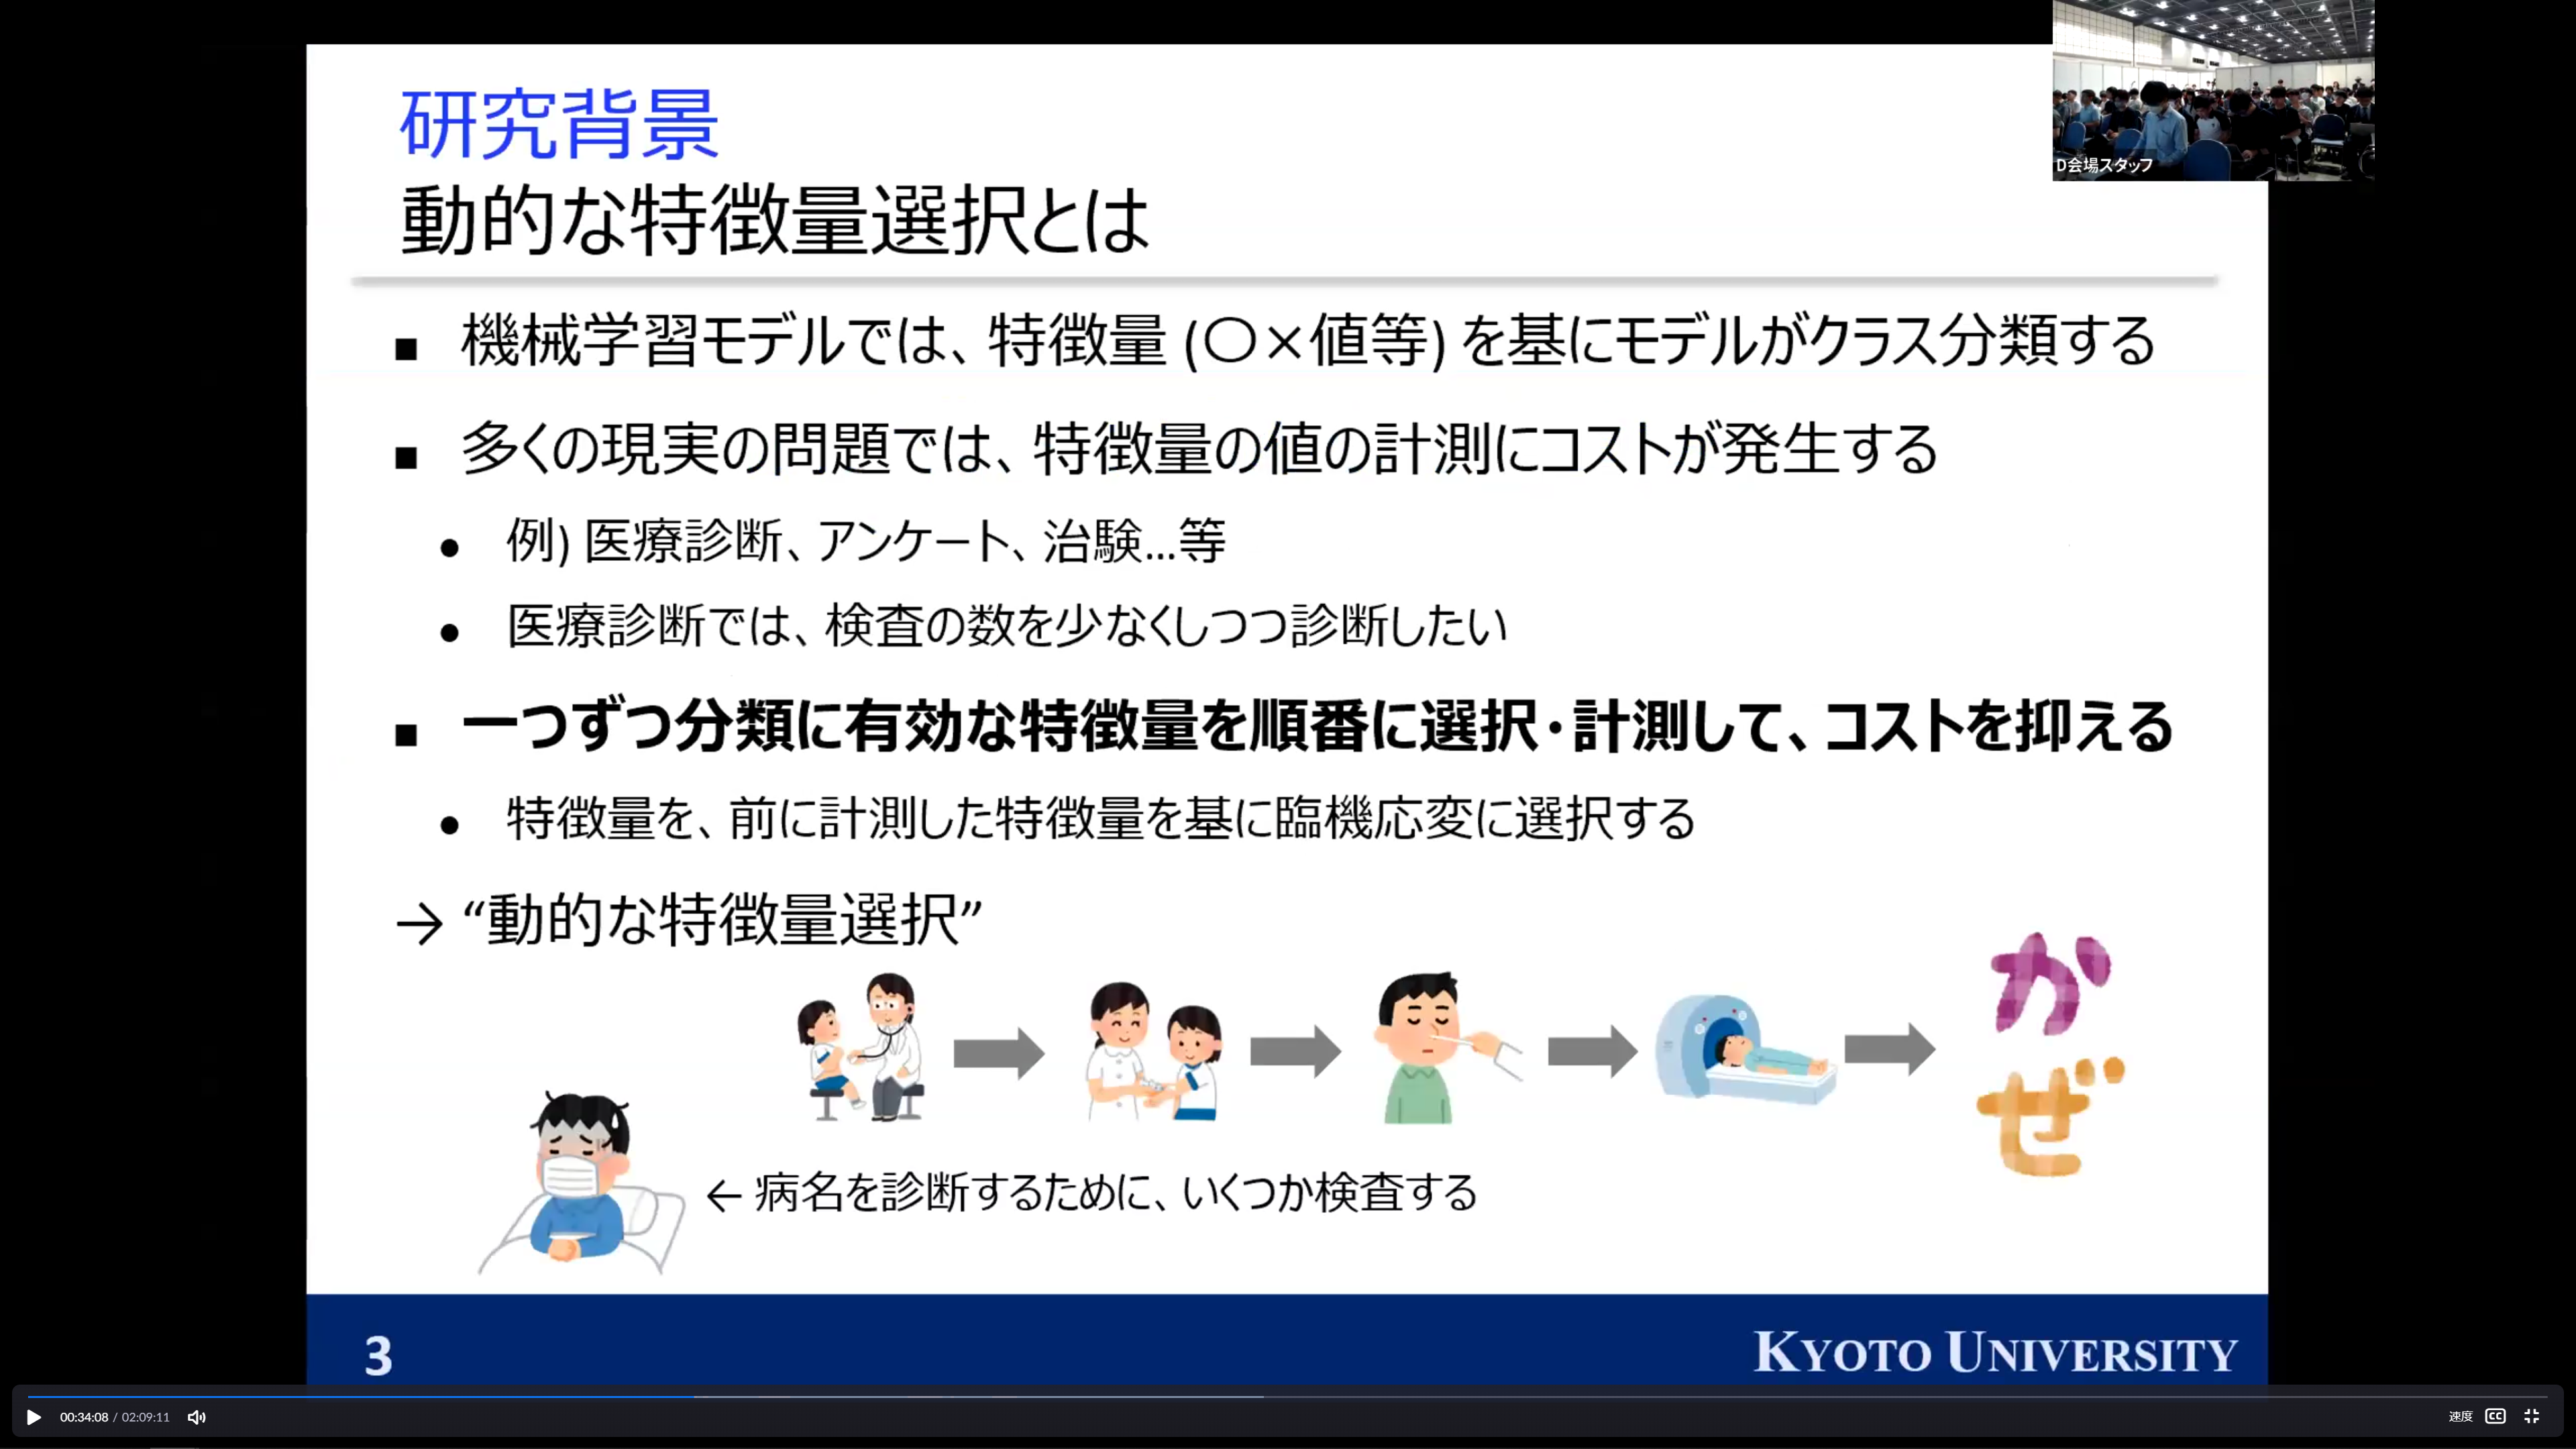 D会場スタッフ
研究背景
動的な特徴量選択とは
■ 機械学習モデルでは、特徴量 (〇×値等) を基にモデルがクラス分類する
■ 多くの現実の問題では、特徴量の値の計測にコストが発生する
● 例) 医療診断、アンケート、治験...等
● 医療診断では、検査の数を少なくしつつ診断したい
■ 一つずつ分類に有効な特徴量を順番に選択・計測して、コストを抑える
● 特徴量を、前に計測した特徴量を基に臨機応変に選択する
→ “動的な特徴量選択”
か
ぜ
← 病名を診断するために、いくつか検査する
3
KYOTO UNIVERSITY
00:34:08 / 02:09:11
速度
CC